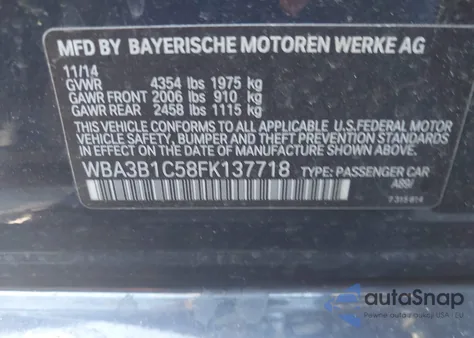 MFD BY BAYERISCHE MOTOREN WERKE AG
11/14
GVWR 4354 lbs 1975 kg
GAWR FRONT 2006 lbs 910 kg
GAWR REAR 2458 lbs 1115 kg
THIS VEHICLE CONFORMS TO ALL APPLICABLE U.S.FEDERAL MOTOR
VEHICLE SAFETY, BUMPER, AND THEFT PREVENTION STANDARDS
IN EFFECT ON THE DATE OF MANUFACTURE SHOWN ABOVE.
WBA3B1C58FK137718 TYPE: PASSENGER CAR
A89/
autoSnap